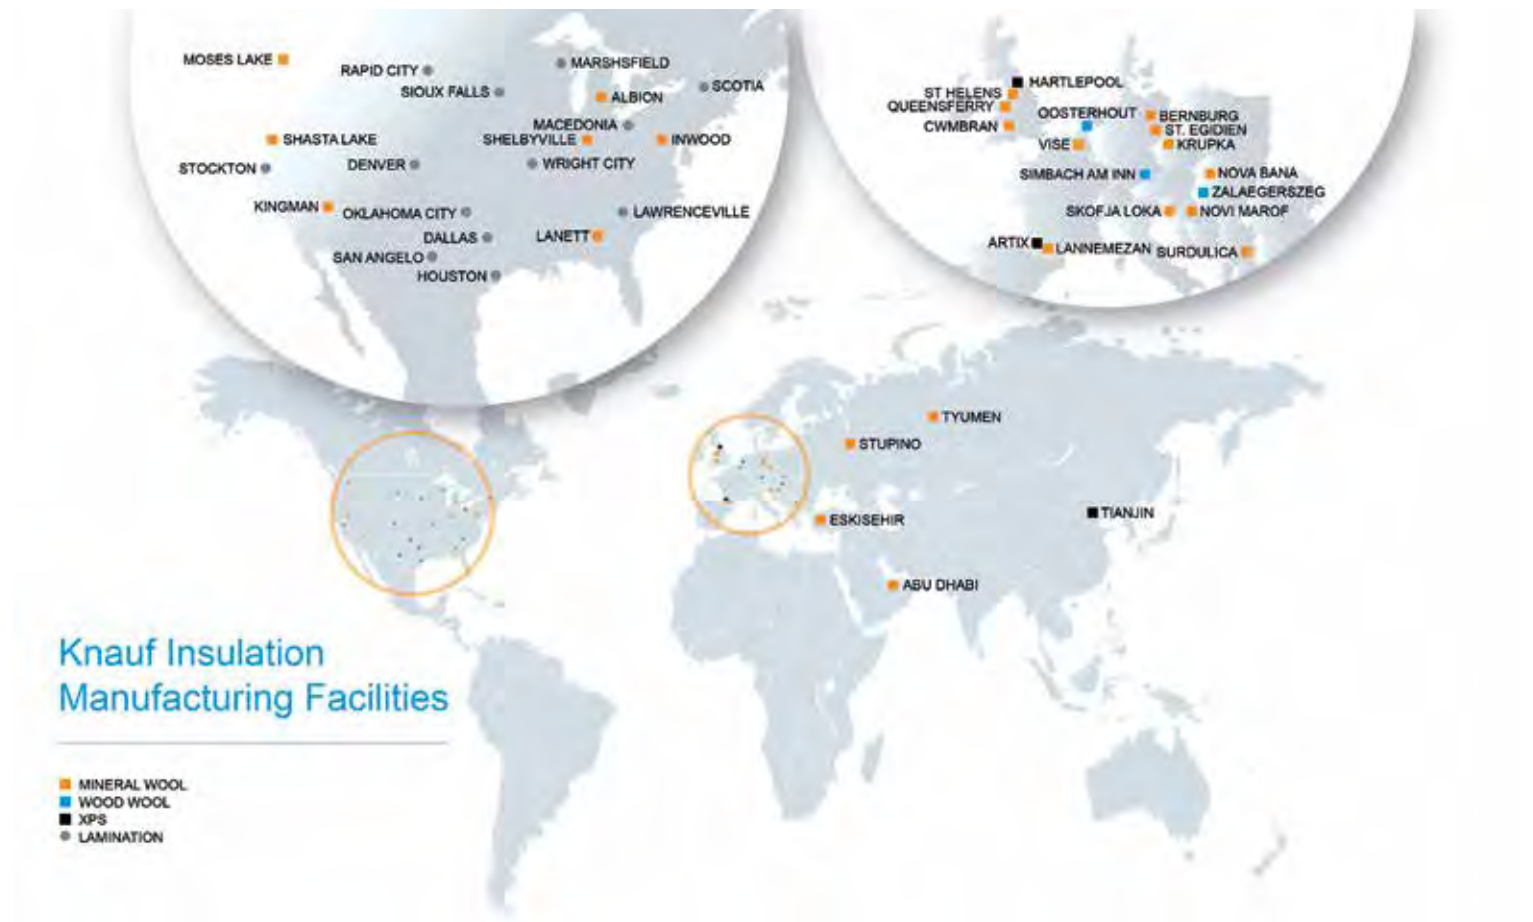 MOSES LAKE
RAPID CITY
SIOUX FALLS
MARSHSFIELD
SCOTIA
ALBION
MACEDONIA
SHASTA LAKE
SHELBYVILLE
INWOOD
STOCKTON
DENVER
WRIGHT CITY
KINGMAN
OKLAHOMA CITY
LAWRENCEVILLE
DALLAS
LANETT
SAN ANGELO
HOUSTON
HARTLEPOOL
ST HELENS
QUEENSFERRY
OOSTERHOUT
BERNBURG
CWMBRAN
ST. EGIDIEN
VISE
KRUPKA
SIMBACH AM INN
NOVA BANA
ZALAEGERSZEG
SKOFJA LOKA
NOVI MAROF
ARTIX
LANNEMEZAN
SURDULICA
TYUMEN
STUPINO
TIANJIN
ESKISEHIR
ABU DHABI
Knauf Insulation
Manufacturing Facilities
MINERAL WOOL
WOOD WOOL
XPS
LAMINATION